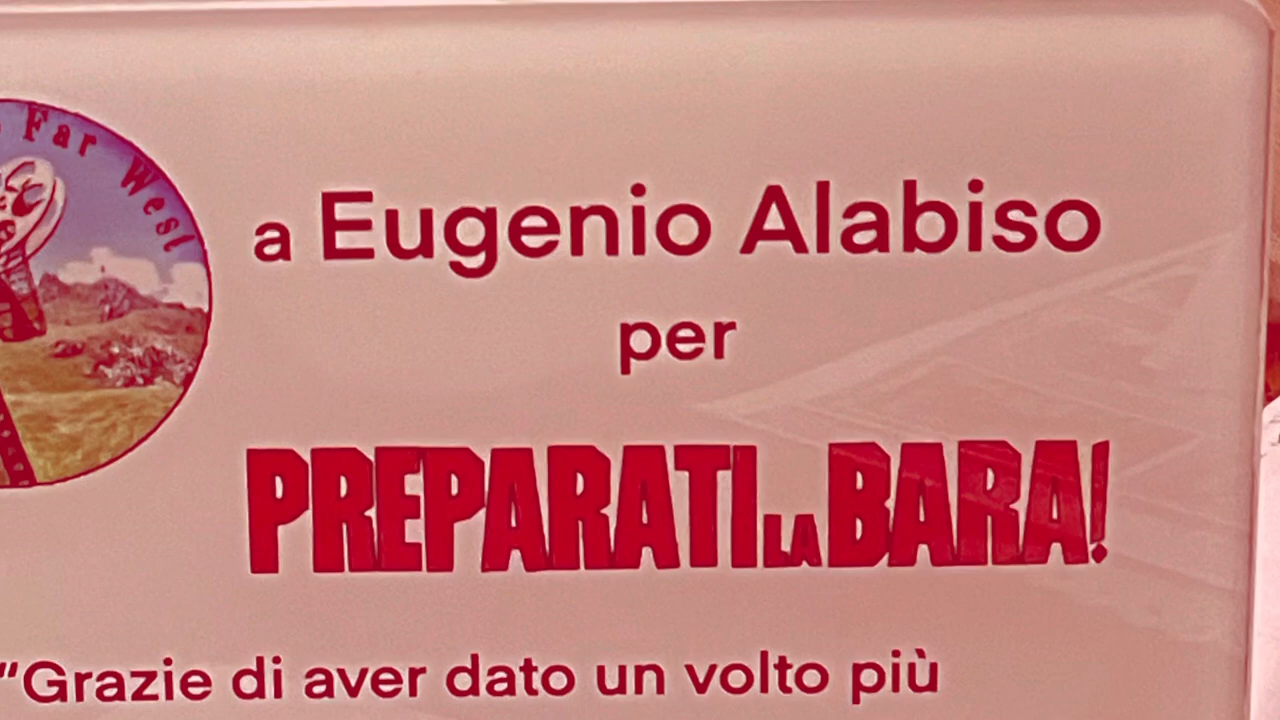 Far West
a Eugenio Alabiso
per
PREPARATI LA BARA!
“Grazie di aver dato un volto più